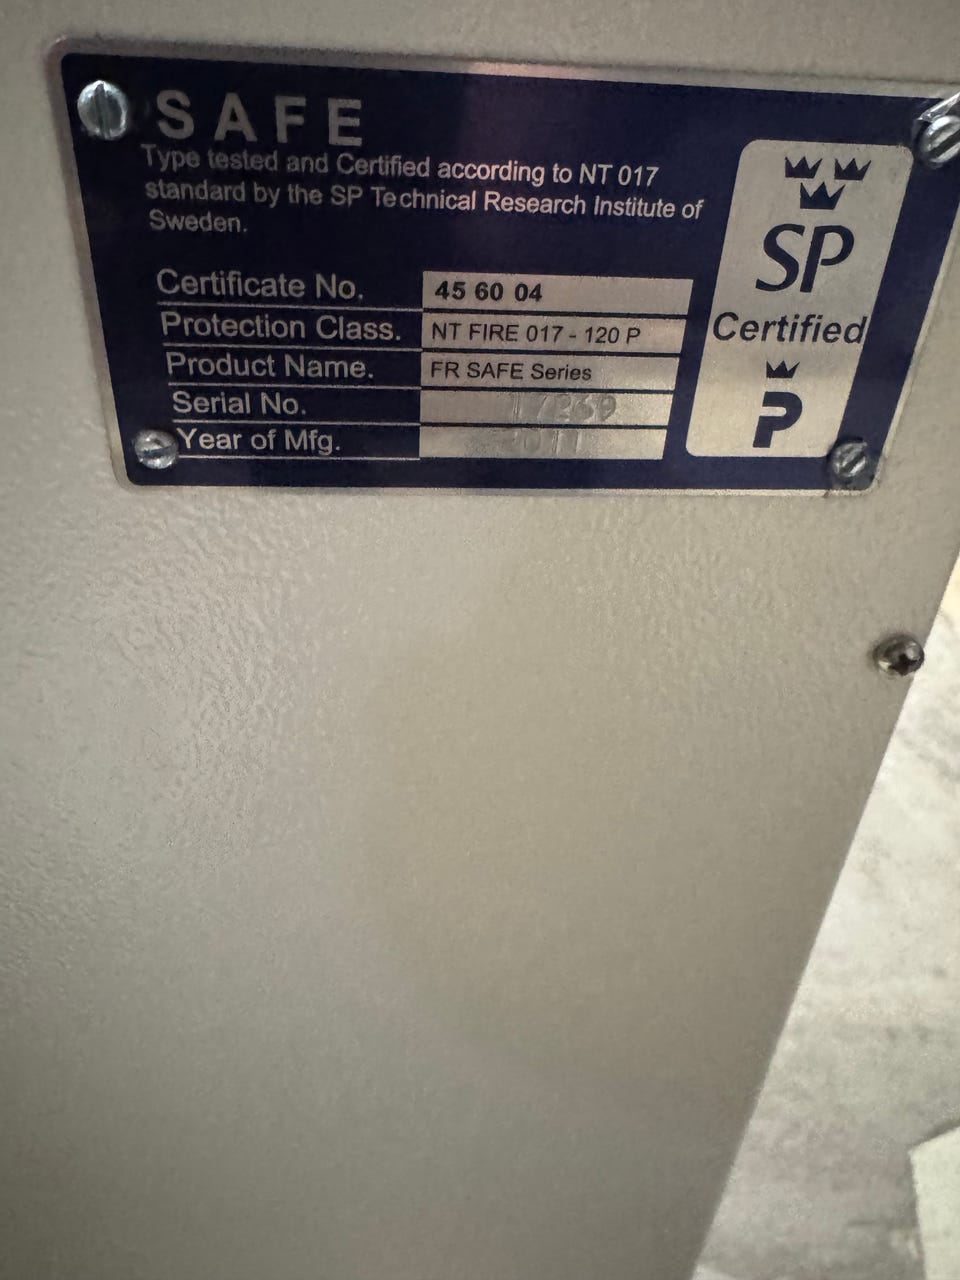 SAFE
Type tested and Certified according to NT 017
standard by the SP Technical Research Institute of
Sweden.
Certificate No. 45 60 04
Protection Class. NT FIRE 017 - 120 P
Product Name. FR SAFE Series
Serial No.
Year of Mfg.
SP
Certified
P